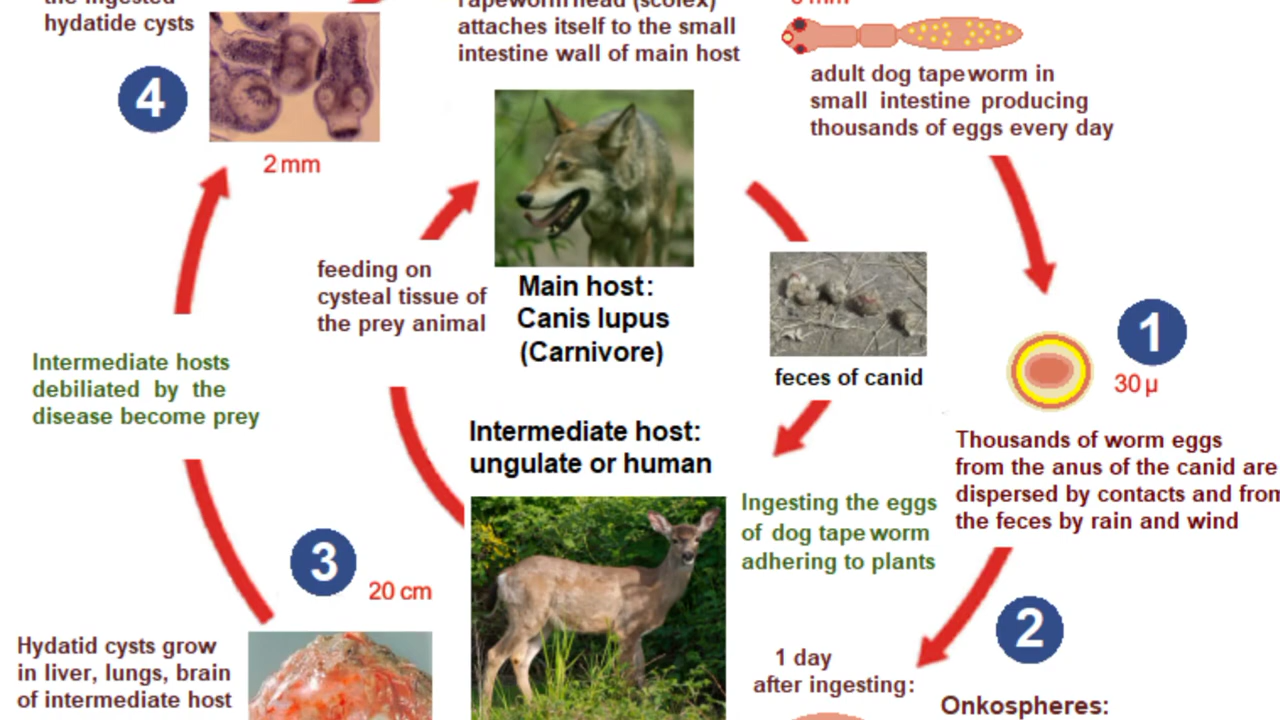 the ingested
hydatide cysts
4
2 mm
Tapeworm head (scolex)
attaches itself to the small
intestine wall of main host
adult dog tapeworm in
small intestine producing
thousands of eggs every day
feeding on
cysteal tissue of
the prey animal
Main host:
Canis lupus
(Carnivore)
feces of canid
1
30 µ
Intermediate hosts
debiliated by the
disease become prey
Intermediate host:
ungulate or human
Ingesting the eggs
of dog tape worm
adhering to plants
Thousands of worm eggs
from the anus of the canid are
dispersed by contacts and from
the feces by rain and wind
3
20 cm
Hydatid cysts grow
in liver, lungs, brain
of intermediate host
2
1 day
after ingesting:
Onkospheres: